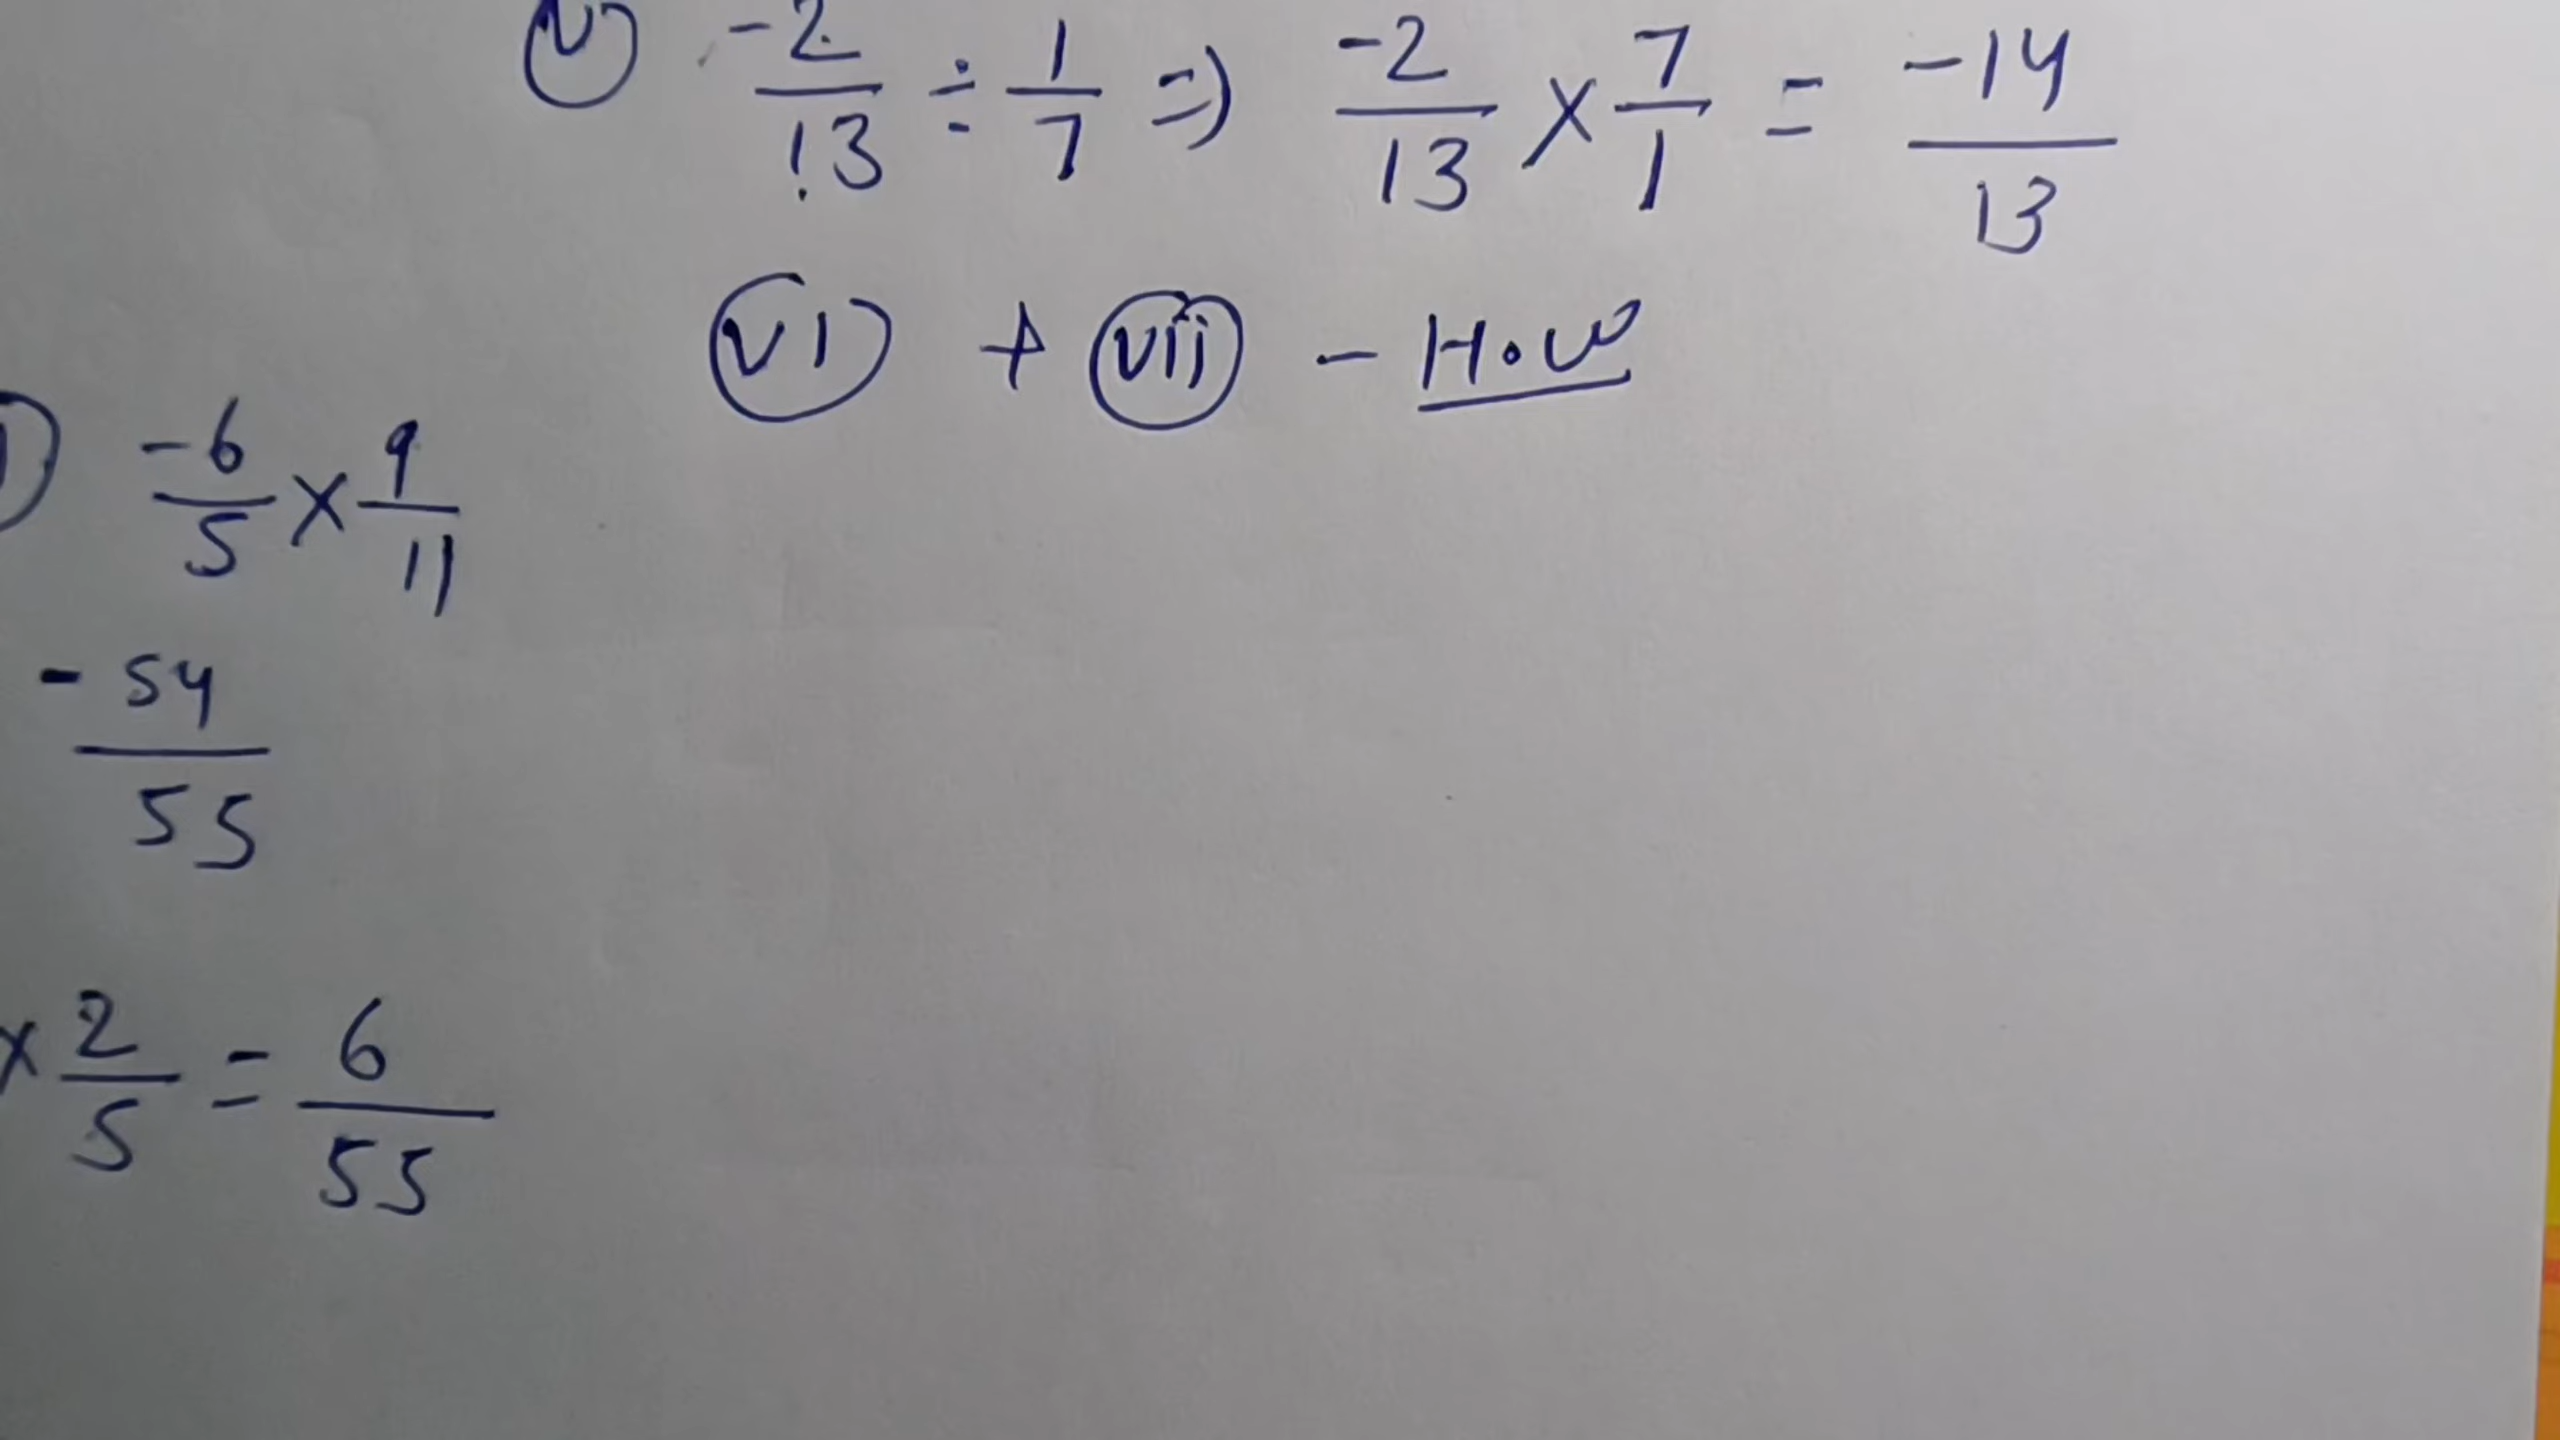 (v) -2/13 ÷ 1/7 ⇒ -2/13 × 7/1 = -14/13
(vi) + (vii) - H.W
) -6/5 × 9/11
-54/55
× 2/5 = 6/55